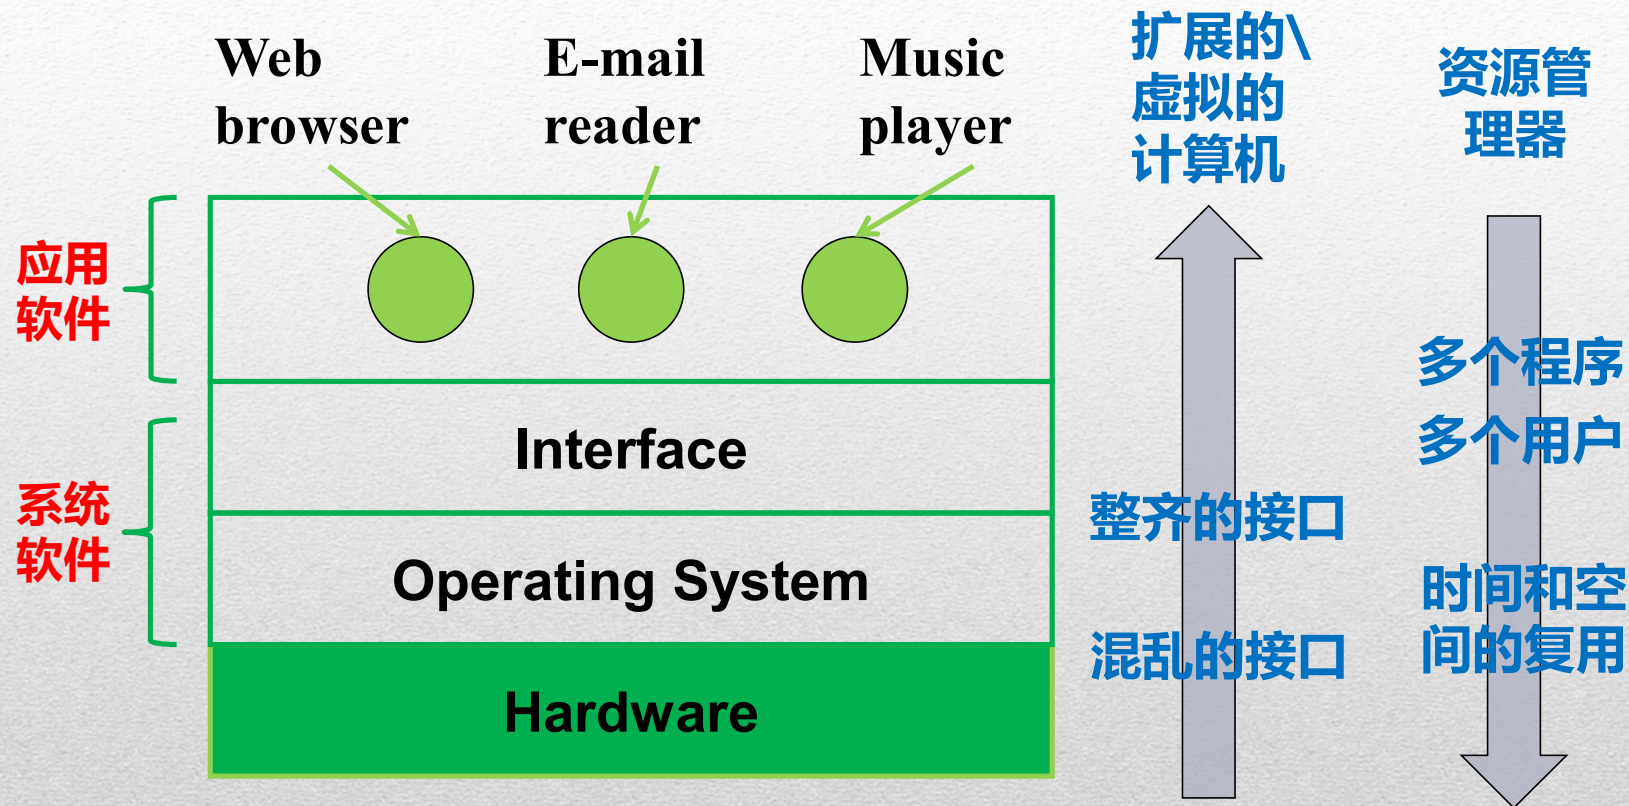 Web
browser
E-mail
reader
Music
player
扩展的\
虚拟的
计算机
资源管
理器
应用
软件
多个程序
多个用户
Interface
系统
软件
整齐的接口
Operating System
时间和空
间的复用
混乱的接口
Hardware